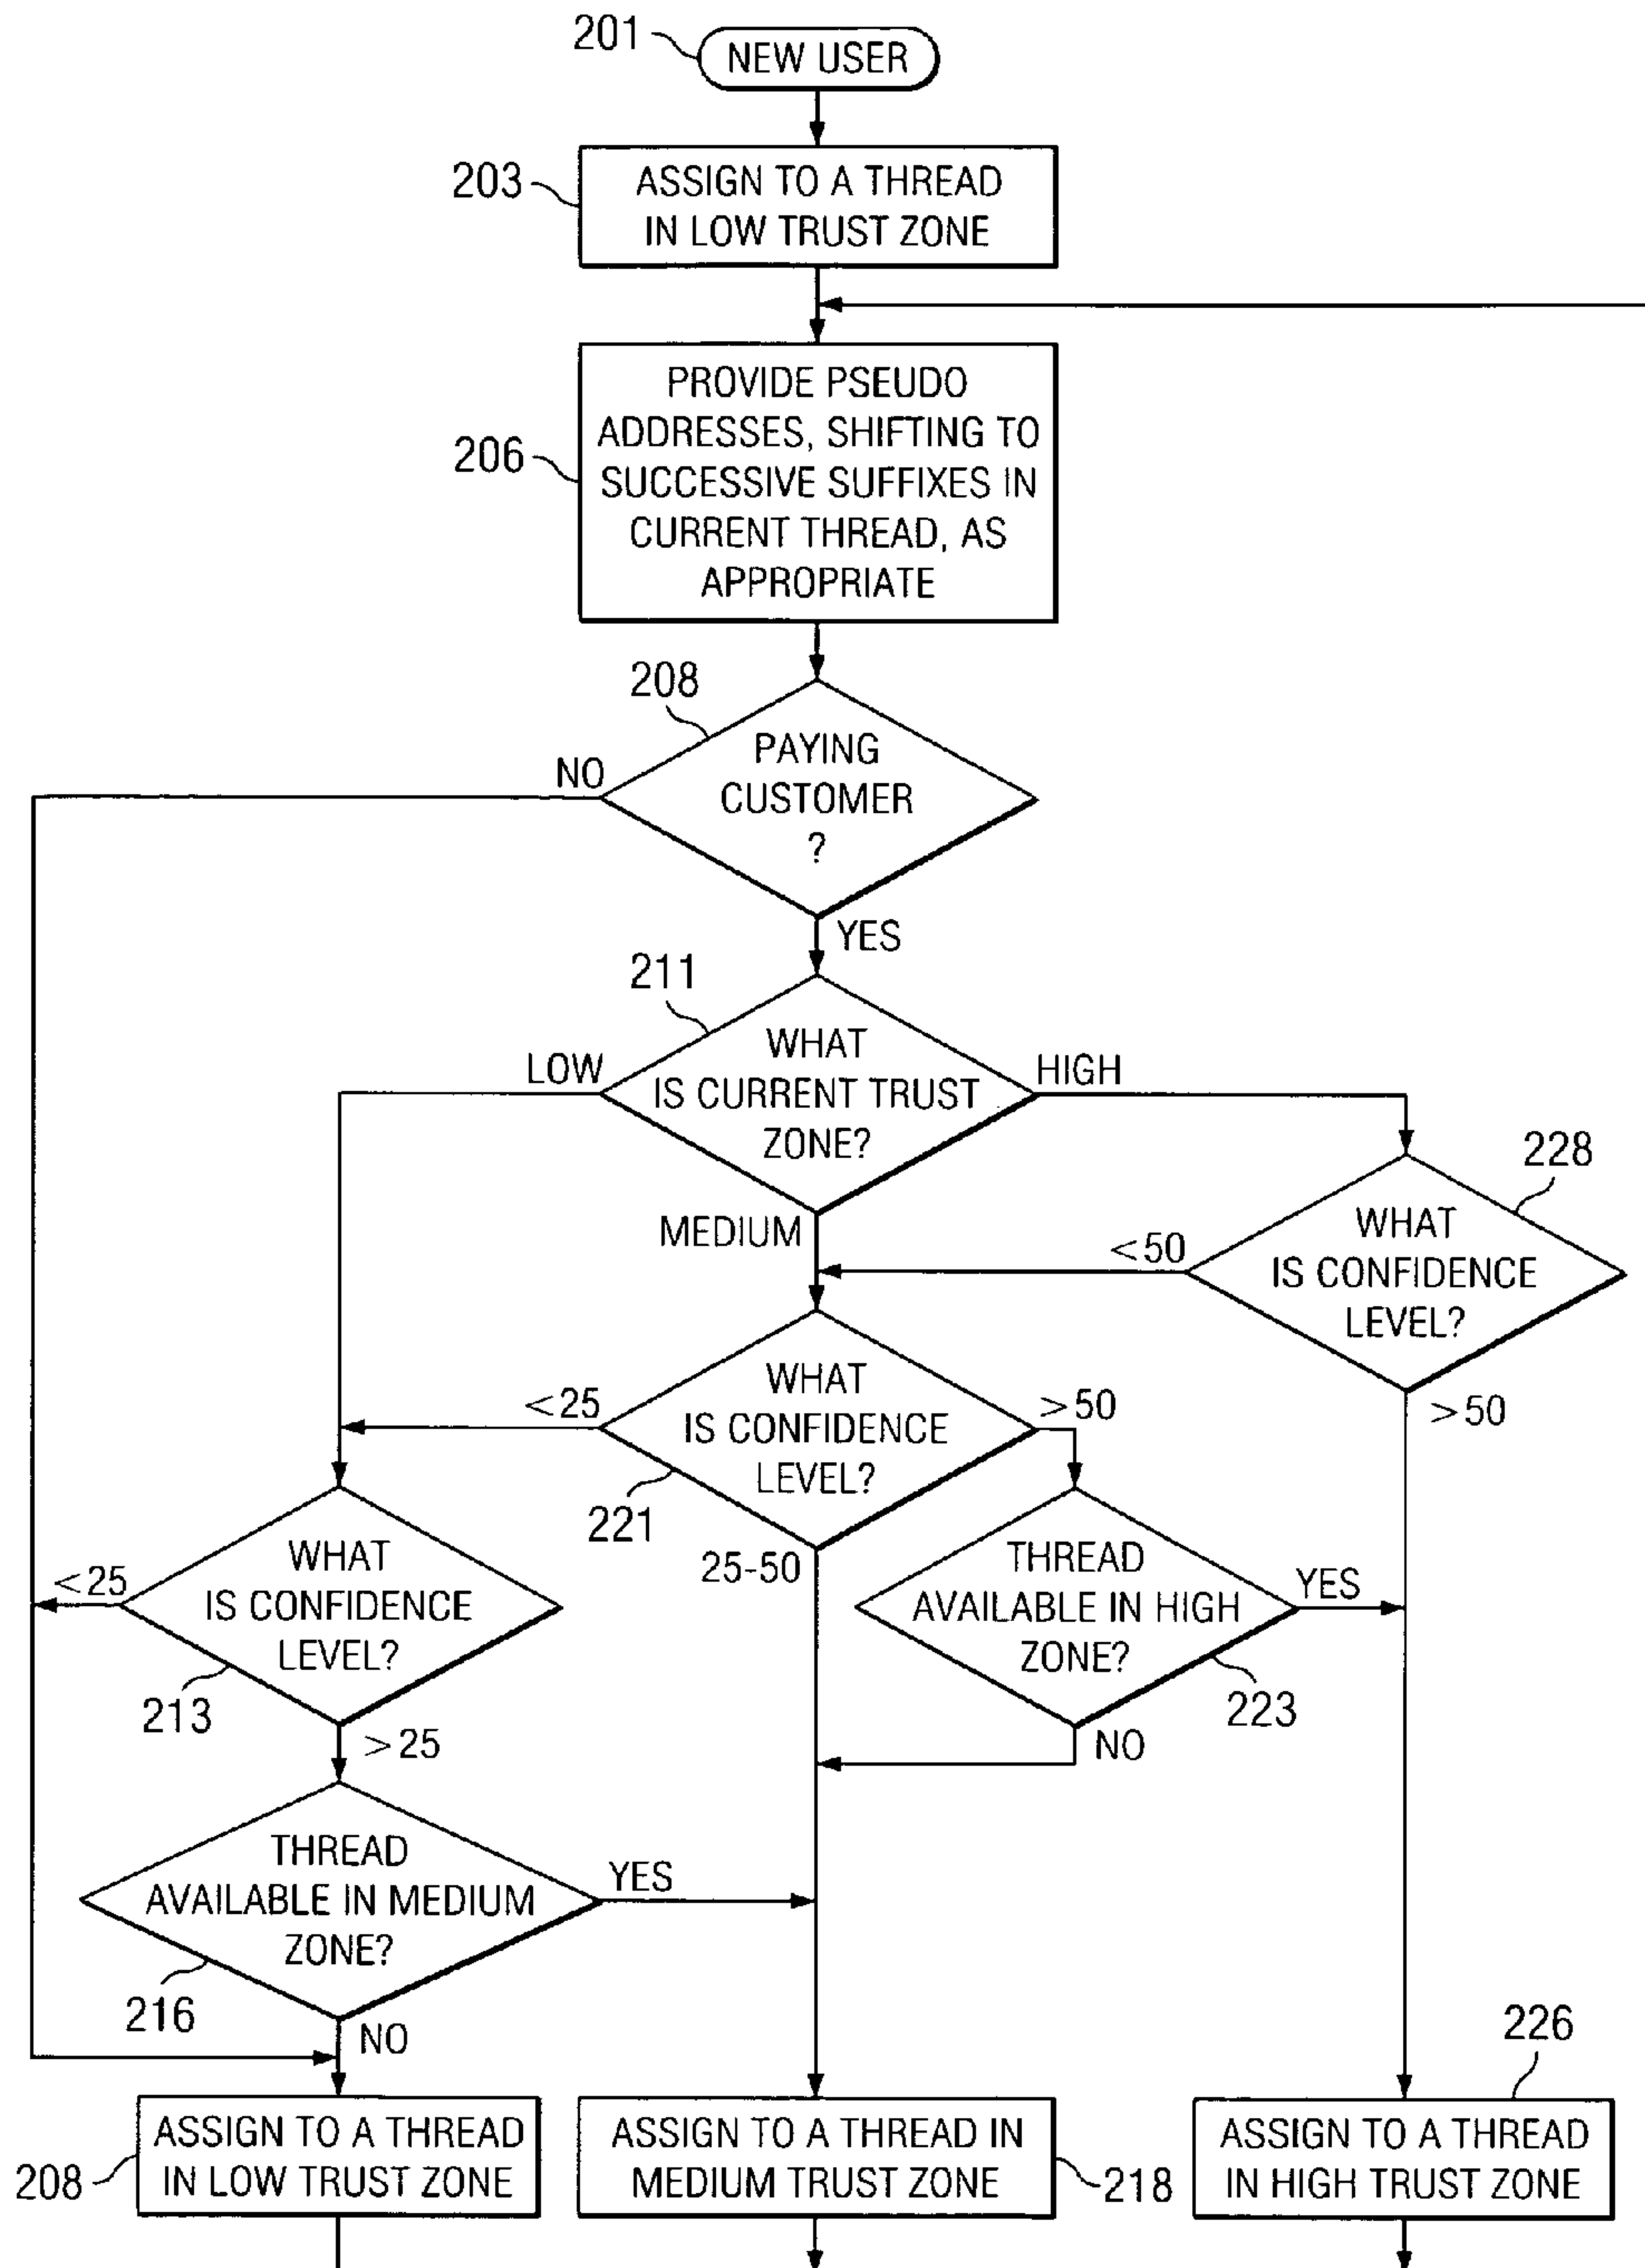 201
NEW USER
203
ASSIGN TO A THREAD
IN LOW TRUST ZONE
206
PROVIDE PSEUDO
ADDRESSES, SHIFTING TO
SUCCESSIVE SUFFIXES IN
CURRENT THREAD, AS
APPROPRIATE
208
PAYING
CUSTOMER
?
NO
YES
211
WHAT
IS CURRENT TRUST
ZONE?
LOW
HIGH
MEDIUM
228
WHAT
IS CONFIDENCE
LEVEL?
<50
>50
WHAT
IS CONFIDENCE
LEVEL?
<25
>50
221
25-50
WHAT
IS CONFIDENCE
LEVEL?
<25
213
>25
THREAD
AVAILABLE IN HIGH
ZONE?
YES
223
NO
THREAD
AVAILABLE IN MEDIUM
ZONE?
YES
216
NO
226
ASSIGN TO A THREAD
IN LOW TRUST ZONE
208
ASSIGN TO A THREAD IN
MEDIUM TRUST ZONE
218
ASSIGN TO A THREAD
IN HIGH TRUST ZONE